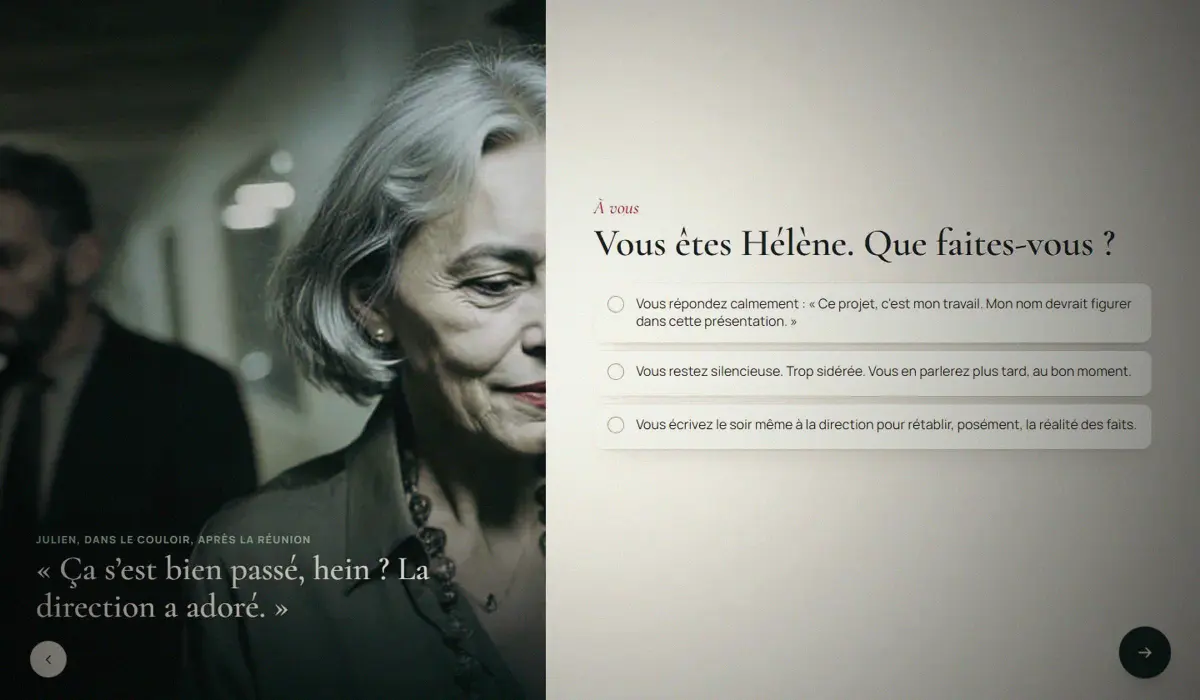 JULIEN, DANS LE COULOIR, APRÈS LA RÉUNION
« Ça s’est bien passé, hein ? La
direction a adoré. »
À vous
Vous êtes Hélène. Que faites-vous ?
Vous répondez calmement : « Ce projet, c'est mon travail. Mon nom devrait figurer
dans cette présentation. »
Vous restez silencieuse. Trop sidérée. Vous en parlerez plus tard, au bon moment.
Vous écrivez le soir même à la direction pour rétablir, posément, la réalité des faits.